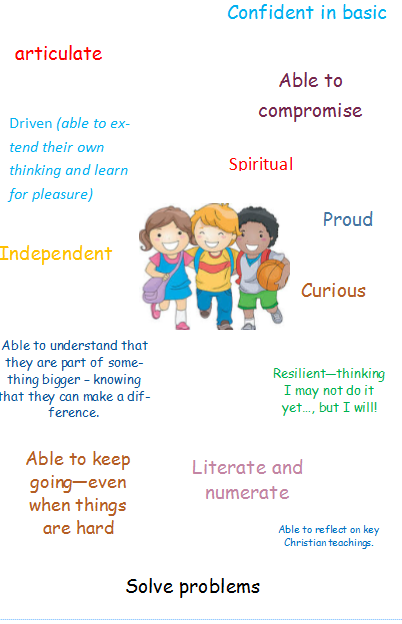 Confident in basic
articulate
Able to
compromise
Driven (able to ex-
tend their own
thinking and learn
for pleasure)
Spiritual
Proud
Independent
Curious
Able to understand that
they are part of some-
thing bigger – knowing
that they can make a dif-
ference.
Resilient—thinking
I may not do it
yet…, but I will!
Able to keep
going—even
when things
are hard
Literate and
numerate
Able to reflect on key
Christian teachings.
Solve problems